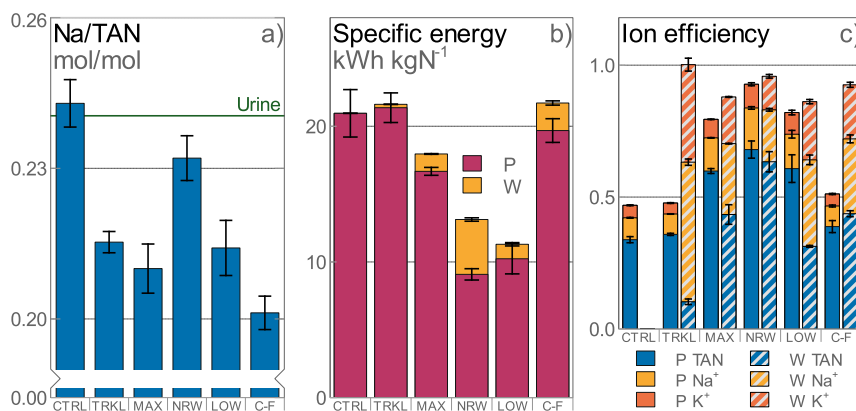 Na/TAN
mol/mol
a)
0.26
0.23
0.20
0.00
Urine
CTRL TRKL MAX NRW LOW C-F
Specific energy
kWh kgN⁻¹
b)
20
10
0
P
W
CTRL TRKL MAX NRW LOW C-F
Ion efficiency
c)
1.0
0.5
0.0
CTRL TRKL MAX NRW LOW C-F
P TAN W TAN
P Na⁺ W Na⁺
P K⁺ W K⁺